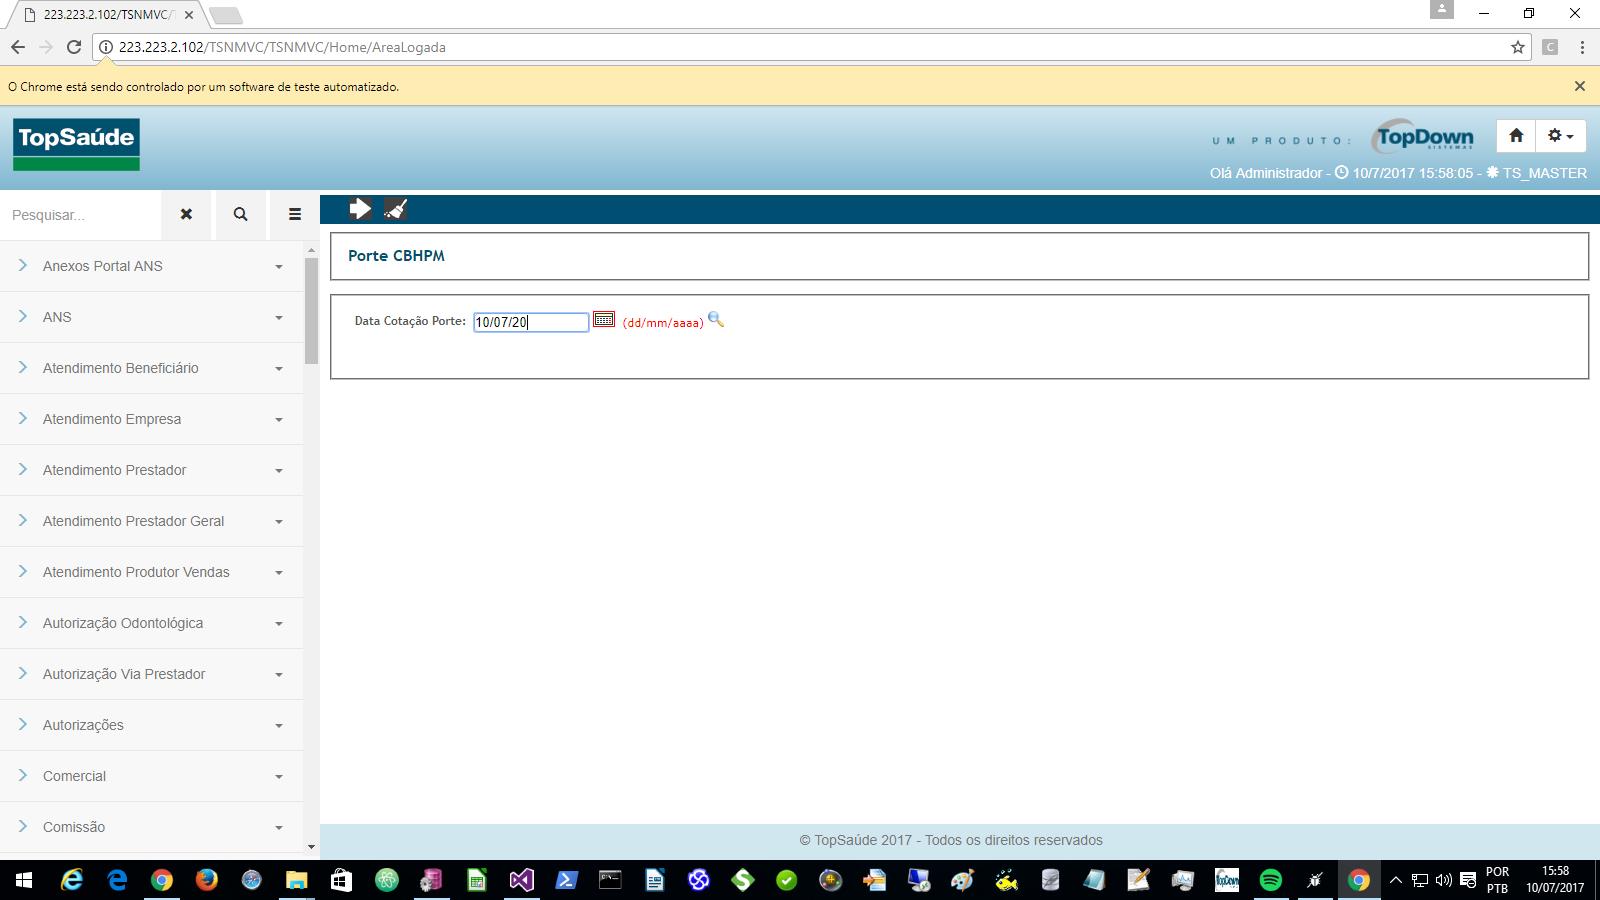 223.223.2.102/TSNMVC/T
223.223.2.102/TSNMVC/TSNMVC/Home/AreaLogada
O Chrome está sendo controlado por um software de teste automatizado.
TopSaúde
UM PRODUTO:
TopDown
SISTEMAS
Olá Administrador - 10/7/2017 15:58:05 - TS_MASTER
Pesquisar...
Porte CBHPM
Data Cotação Porte: 10/07/20 (dd/mm/aaaa)
Anexos Portal ANS
ANS
Atendimento Beneficiário
Atendimento Empresa
Atendimento Prestador
Atendimento Prestador Geral
Atendimento Produtor Vendas
Autorização Odontológica
Autorização Via Prestador
Autorizações
Comercial
Comissão
© TopSaúde 2017 - Todos os direitos reservados
POR
PTB
15:58
10/07/2017